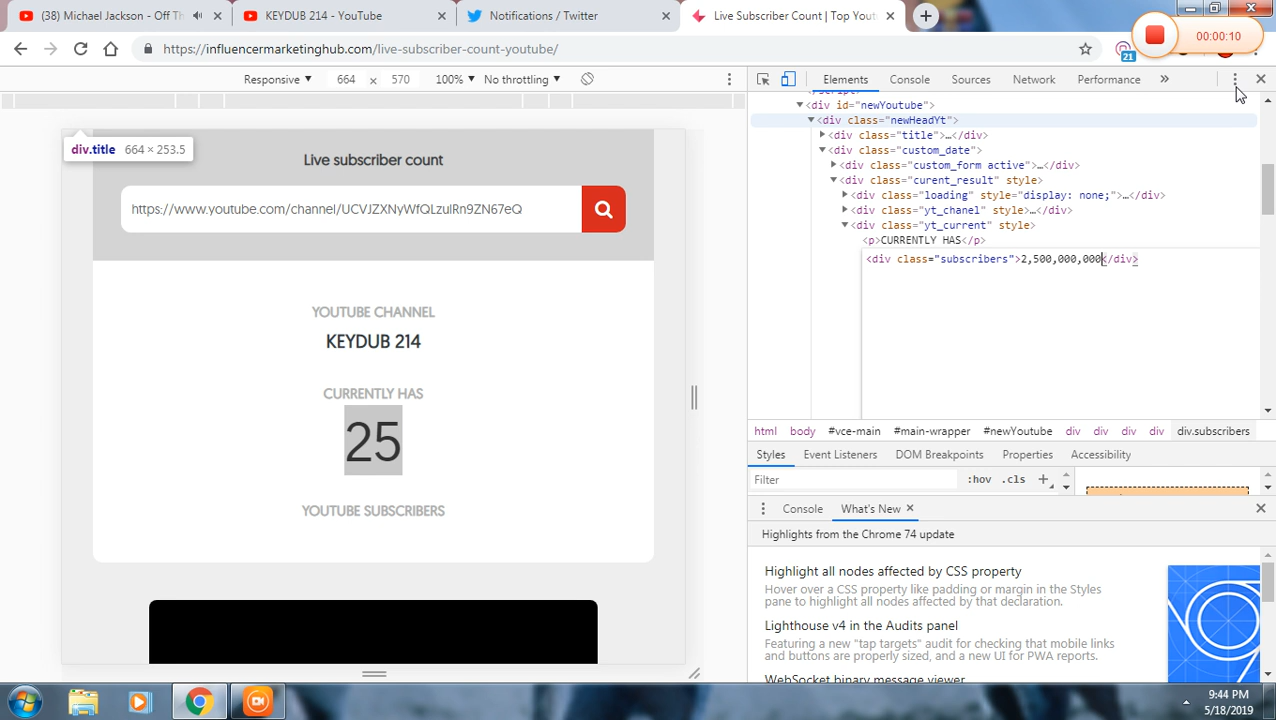 (38) Michael Jackson - Off Th
KEYDUB 214 - YouTube
Notifications / Twitter
Live Subscriber Count | Top Yout
https://influencermarketinghub.com/live-subscriber-count-youtube/
21
00:00:10
Responsive
664
×
570
100%
No throttling
Elements
Console
Sources
Network
Performance
»
<div id="newYoutube">
<div class="newHeadYt">
<div class="title">…</div>
<div class="custom_date">
<div class="custom_form active">…</div>
<div class="curent_result" style>
<div class="loading" style="display: none;">…</div>
<div class="yt_chanel" style>…</div>
<div class="yt_current" style>
<p>CURRENTLY HAS</p>
<div class="subscribers">2,500,000,000</div>
div.title 664 × 253.5
Live subscriber count
https://www.youtube.com/channel/UCVJZXNyWfQLzuIRn9ZN67eQ
YOUTUBE CHANNEL
KEYDUB 214
CURRENTLY HAS
25
YOUTUBE SUBSCRIBERS
html body #vce-main #main-wrapper #newYoutube div div div div div.subscribers
Styles Event Listeners DOM Breakpoints Properties Accessibility
Filter
:hov .cls +
Console What's New ×
Highlights from the Chrome 74 update
Highlight all nodes affected by CSS property
Hover over a CSS property like padding or margin in the Styles
pane to highlight all nodes affected by that declaration.
Lighthouse v4 in the Audits panel
Featuring a new "tap targets" audit for checking that mobile links
and buttons are properly sized, and a new UI for PWA reports.
WebSocket binary message viewer
9:44 PM
5/18/2019